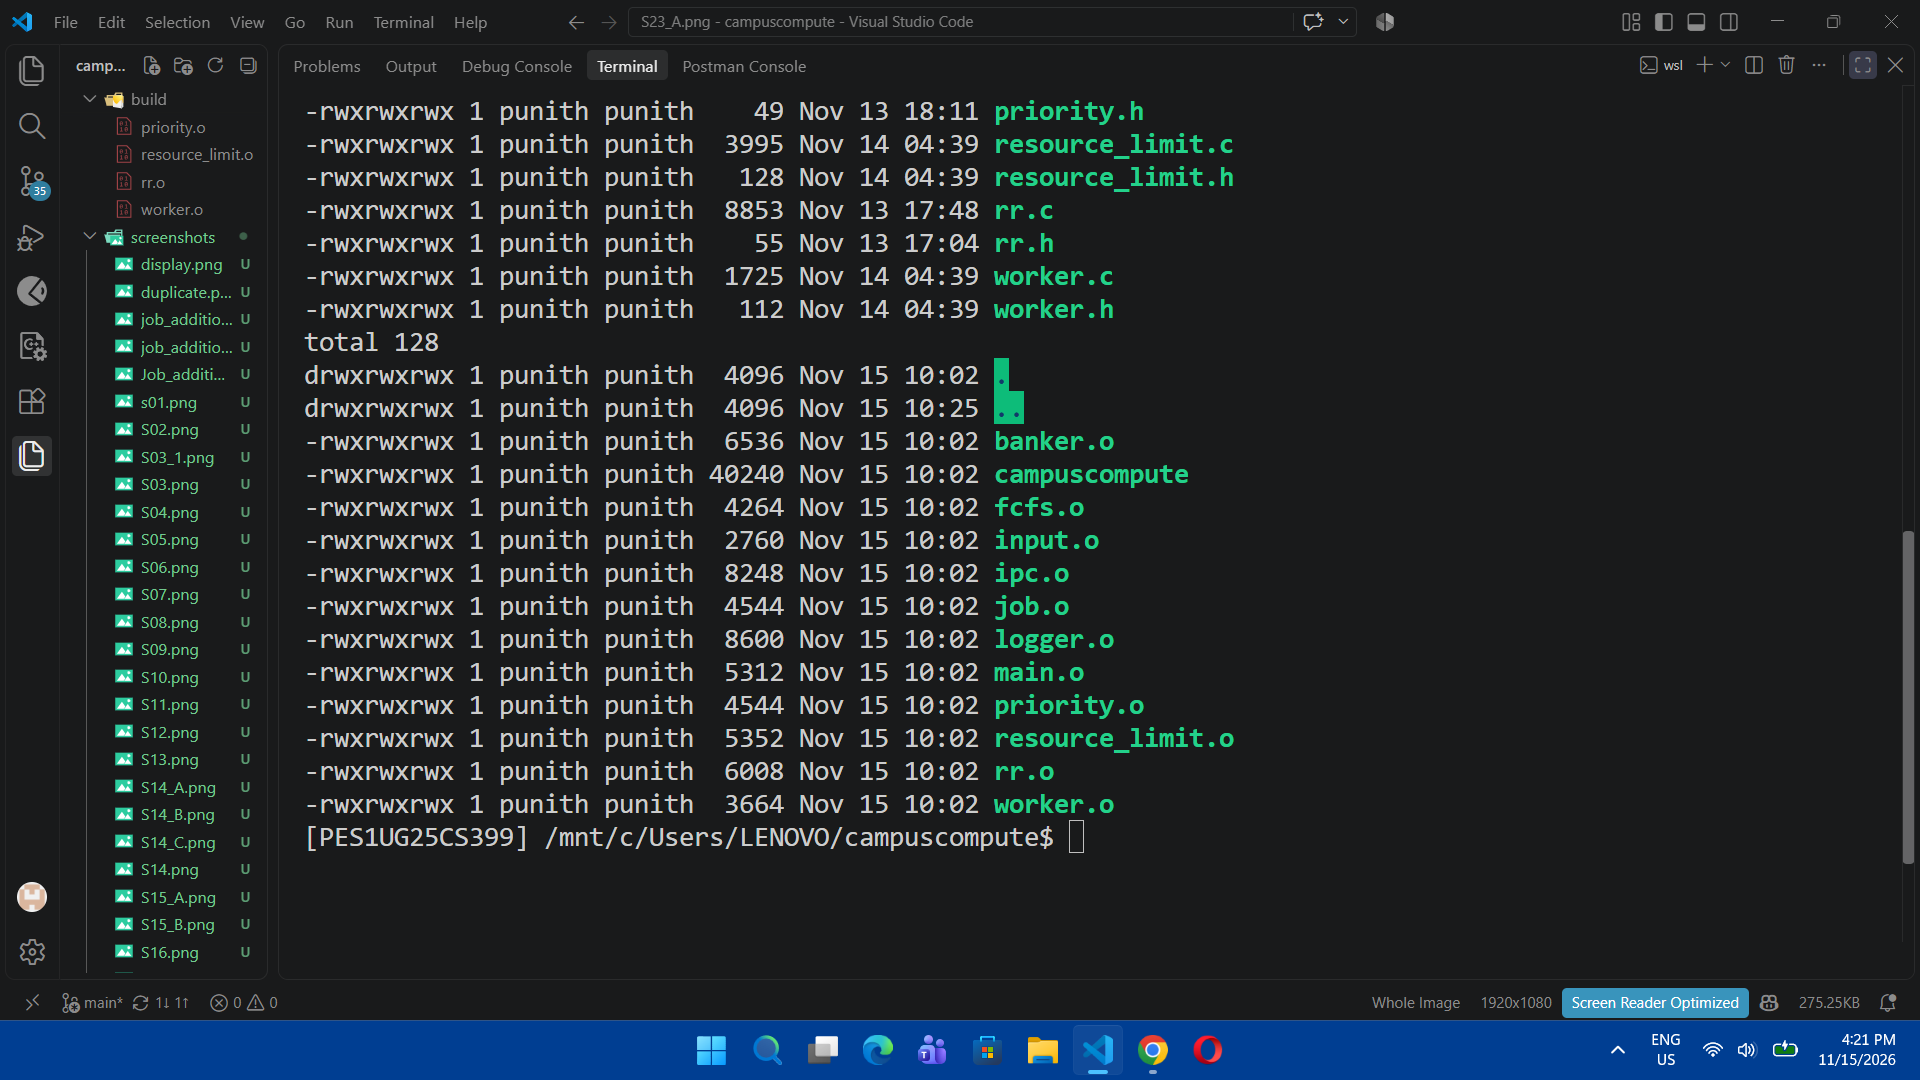 File Edit Selection View Go Run Terminal Help
S23_A.png - campuscompute - Visual Studio Code
camp...
build
priority.o
resource_limit.o
rr.o
worker.o
35
screenshots
display.png U
duplicate.p... U
job_additio... U
job_additio... U
Job_additi... U
s01.png U
S02.png U
S03_1.png U
S03.png U
S04.png U
S05.png U
S06.png U
S07.png U
S08.png U
S09.png U
S10.png U
S11.png U
S12.png U
S13.png U
S14_A.png U
S14_B.png U
S14_C.png U
S14.png U
S15_A.png U
S15_B.png U
S16.png U
Problems Output Debug Console Terminal Postman Console
wsl
-rwxrwxrwx 1 punith punith 49 Nov 13 18:11 priority.h
-rwxrwxrwx 1 punith punith 3995 Nov 14 04:39 resource_limit.c
-rwxrwxrwx 1 punith punith 128 Nov 14 04:39 resource_limit.h
-rwxrwxrwx 1 punith punith 8853 Nov 13 17:48 rr.c
-rwxrwxrwx 1 punith punith 55 Nov 13 17:04 rr.h
-rwxrwxrwx 1 punith punith 1725 Nov 14 04:39 worker.c
-rwxrwxrwx 1 punith punith 112 Nov 14 04:39 worker.h
total 128
drwxrwxrwx 1 punith punith 4096 Nov 15 10:02 .
drwxrwxrwx 1 punith punith 4096 Nov 15 10:25 ..
-rwxrwxrwx 1 punith punith 6536 Nov 15 10:02 banker.o
-rwxrwxrwx 1 punith punith 40240 Nov 15 10:02 campuscompute
-rwxrwxrwx 1 punith punith 4264 Nov 15 10:02 fcfs.o
-rwxrwxrwx 1 punith punith 2760 Nov 15 10:02 input.o
-rwxrwxrwx 1 punith punith 8248 Nov 15 10:02 ipc.o
-rwxrwxrwx 1 punith punith 4544 Nov 15 10:02 job.o
-rwxrwxrwx 1 punith punith 8600 Nov 15 10:02 logger.o
-rwxrwxrwx 1 punith punith 5312 Nov 15 10:02 main.o
-rwxrwxrwx 1 punith punith 4544 Nov 15 10:02 priority.o
-rwxrwxrwx 1 punith punith 5352 Nov 15 10:02 resource_limit.o
-rwxrwxrwx 1 punith punith 6008 Nov 15 10:02 rr.o
-rwxrwxrwx 1 punith punith 3664 Nov 15 10:02 worker.o
[PES1UG25CS399] /mnt/c/Users/LENOVO/campuscompute$
main* 1↓ 1↑ 0 0
Whole Image 1920x1080 Screen Reader Optimized 275.25KB
ENG
US
4:21 PM
11/15/2026